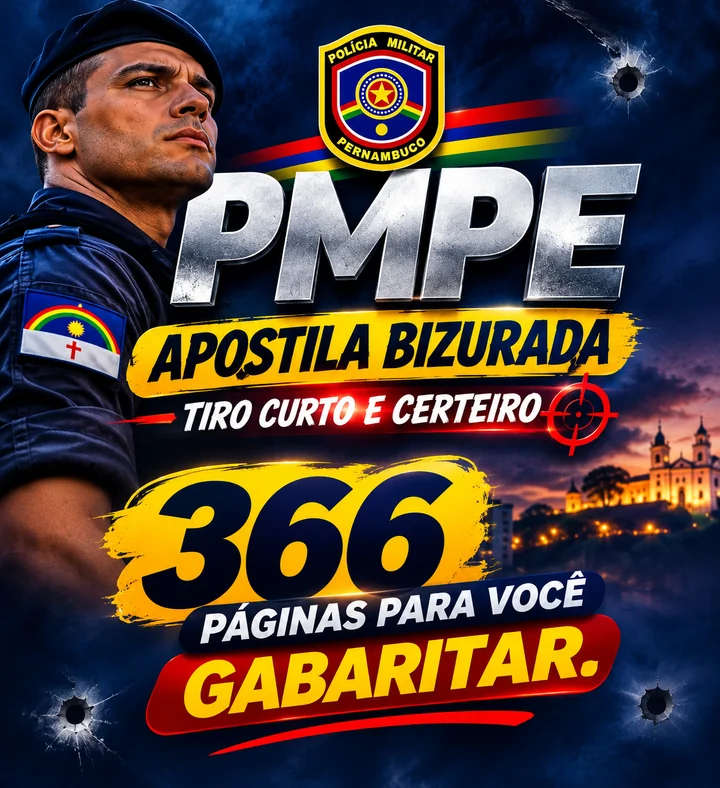 POLÍCIA MILITAR
PERNAMBUCO
PMPE
APOSTILA BIZURADA
TIRO CURTO E CERTEIRO
366
PÁGINAS PARA VOCÊ
GABARITAR.